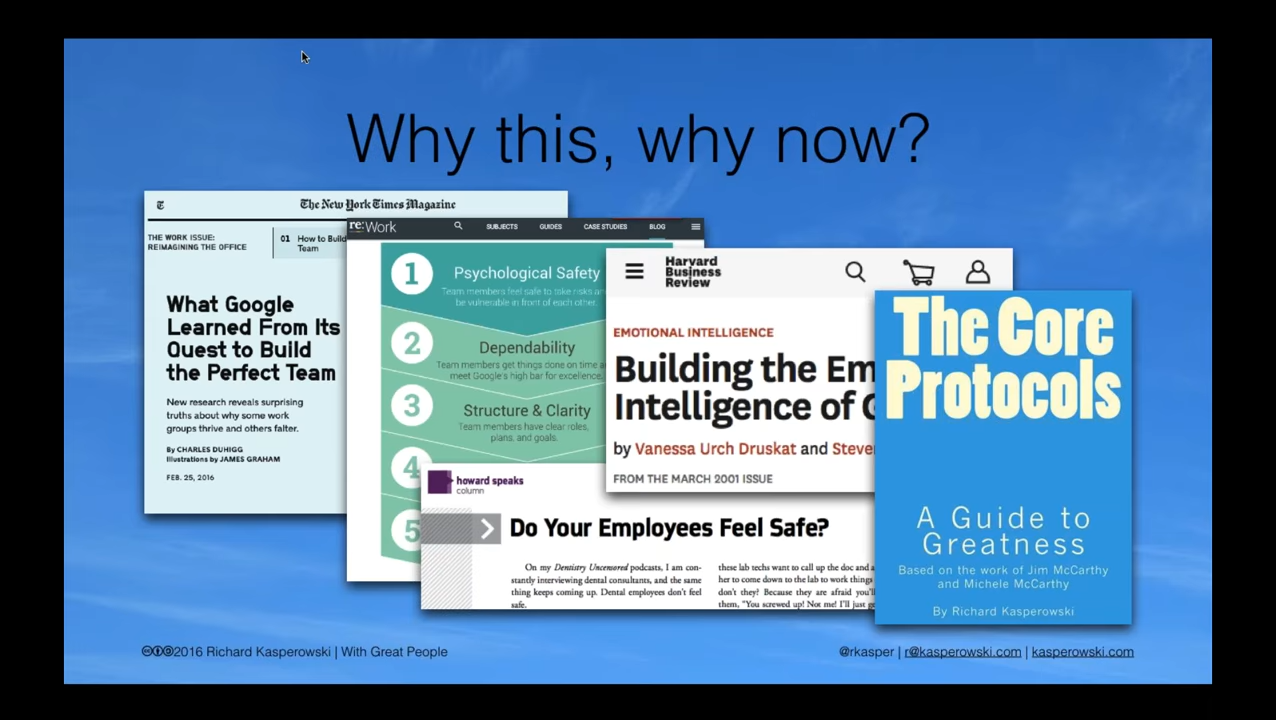 Why this, why now?
The New York Times Magazine
THE WORK ISSUE:
REIMAGINING THE OFFICE
01 How to Build
Team
What Google
Learned From Its
Quest to Build
the Perfect Team
New research reveals surprising
truths about why some work
groups thrive and others falter.
By CHARLES DUHIGG
Illustrations by JAMES GRAHAM
FEB. 25, 2016
re:Work
SUBJECTS GUIDES CASE STUDIES BLOG
1 Psychological Safety
Team members feel safe to take risks an
be vulnerable in front of each other.
2 Dependability
Team members get things done on time a
meet Google's high bar for excellence.
3 Structure & Clarity
Team members have clear roles,
plans, and goals.
4
5
Harvard
Business
Review
EMOTIONAL INTELLIGENCE
Building the Em
Intelligence of G
by Vanessa Urch Druskat and Steve
FROM THE MARCH 2001 ISSUE
howard speaks
column
Do Your Employees Feel Safe?
On my Dentistry Uncensored podcasts, I am con-
stantly interviewing dental consultants, and the same
thing keeps coming up. Dental employees don't feel
safe.
these lab techs want to call up the doc and a
her to come down to the lab to work things
don't they? Because they are afraid you'll
them, "You screwed up! Not me! I'll just ge
The Core
Protocols
A Guide to
Greatness
Based on the work of Jim McCarthy
and Michele McCarthy
By Richard Kasperowski
2016 Richard Kasperowski | With Great People
@rkasper | r@kasperowski.com | kasperowski.com